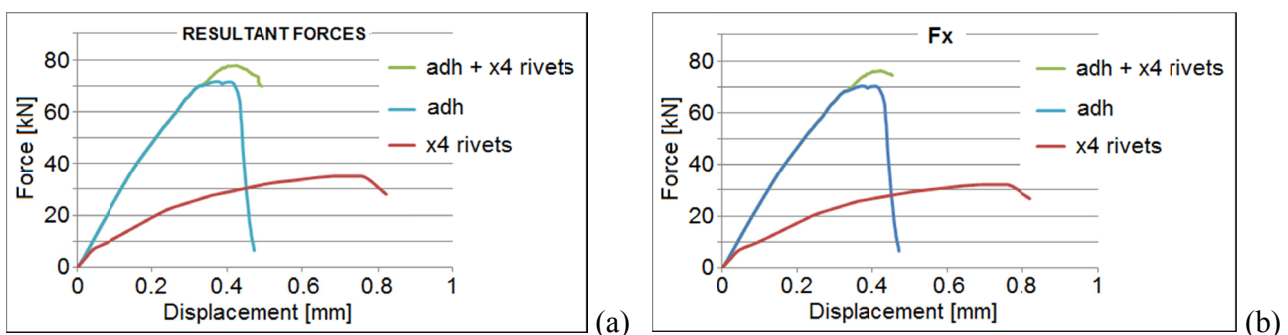 RESULTANT FORCES
Force [kN]
80
60
40
20
0
0 0.2 0.4 0.6 0.8 1
Displacement [mm]
adh + x4 rivets
adh
x4 rivets
(a)
Fx
Force [kN]
80
60
40
20
0
0 0.2 0.4 0.6 0.8 1
Displacement [mm]
adh + x4 rivets
adh
x4 rivets
(b)